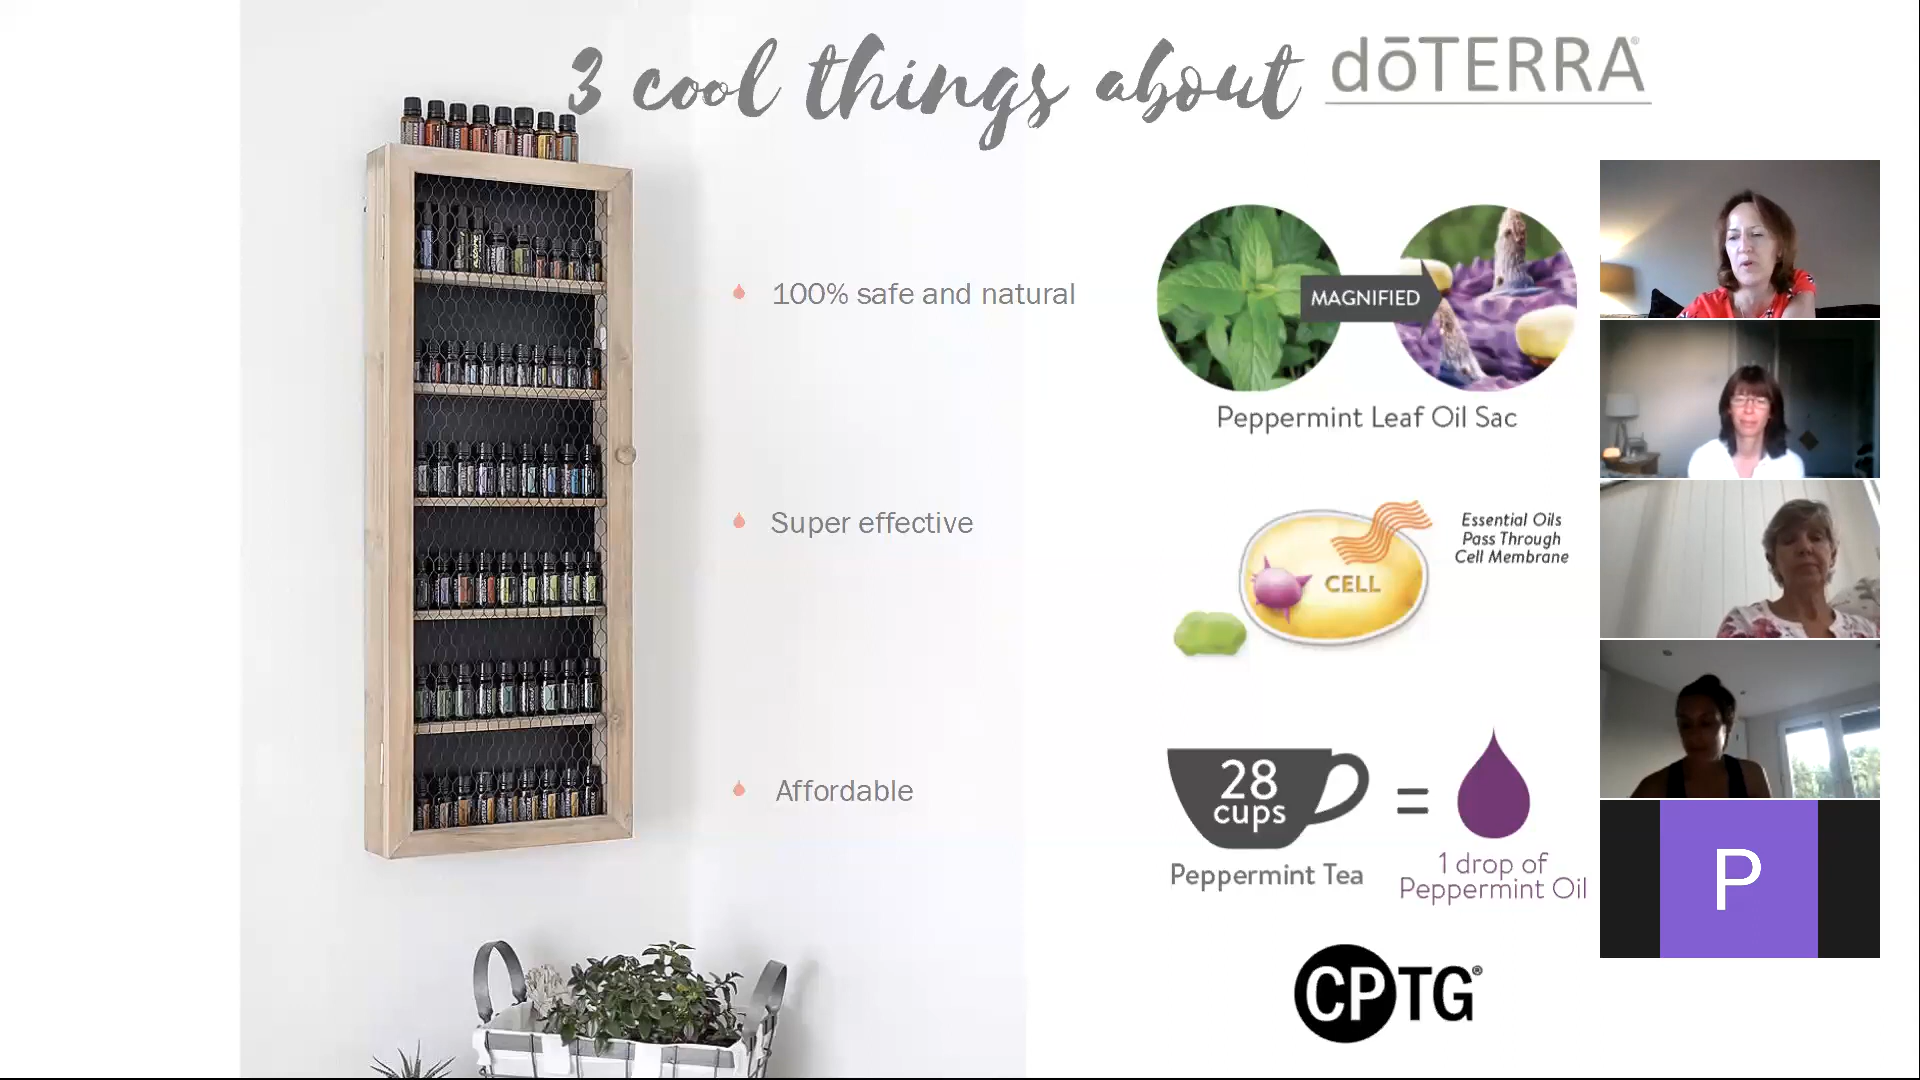 3 cool things about dōTERRA®
100% safe and natural
MAGNIFIED
Peppermint Leaf Oil Sac
Super effective
Essential Oils
Pass Through
Cell Membrane
CELL
Affordable
28
cups
=
Peppermint Tea
1 drop of
Peppermint Oil
P
CPTG®